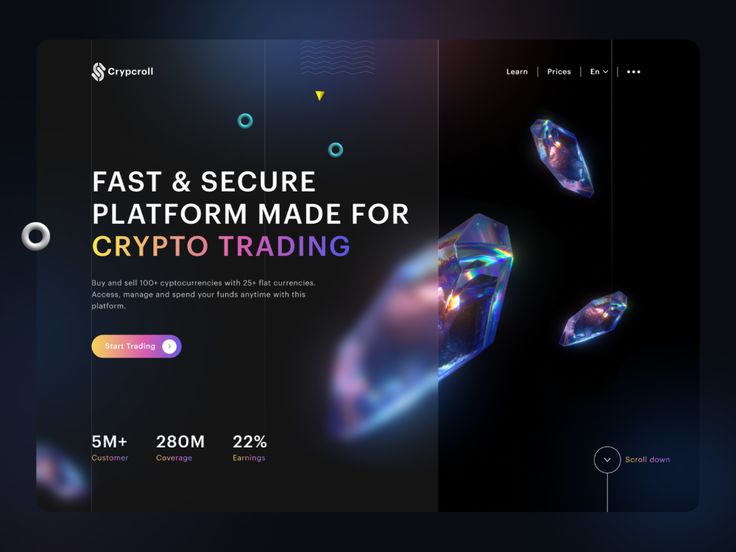 Crypcroll
Learn
Prices
En
FAST & SECURE
PLATFORM MADE FOR
CRYPTO TRADING
Buy and sell 100+ cyptocurrencies with 25+ flat currencies.
Access, manage and spend your funds anytime with this
platform.
Start Trading
5M+ 280M 22%
Customer Coverage Earnings
Scroll down